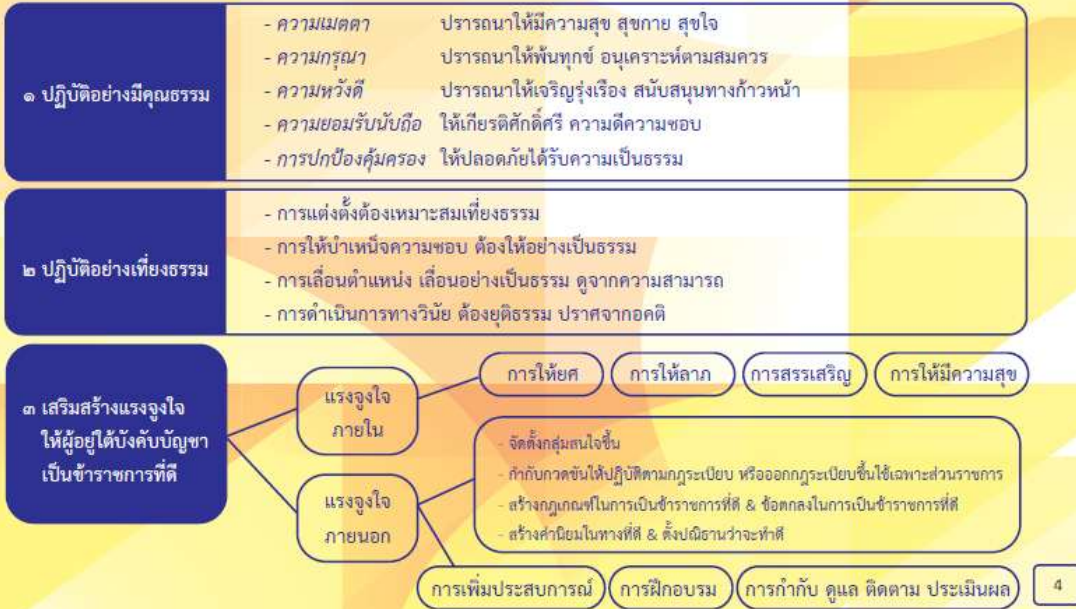 ๑ ปฏิบัติอย่างมีคุณธรรม
- ความเมตตา ปรารถนาให้มีความสุข สุขกาย สุขใจ
- ความกรุณา ปรารถนาให้พ้นทุกข์ อนุเคราะห์ตามสมควร
- ความหวังดี ปรารถนาให้เจริญรุ่งเรือง สนับสนุนทางก้าวหน้า
- ความยอมรับนับถือ ให้เกียรติศักดิ์ศรี ความดีความชอบ
- การปกป้องคุ้มครอง ให้ปลอดภัยได้รับความเป็นธรรม
๒ ปฏิบัติอย่างเที่ยงธรรม
- การแต่งตั้งต้องเหมาะสมเที่ยงธรรม
- การให้บำเหน็จความชอบ ต้องให้อย่างเป็นธรรม
- การเลื่อนตำแหน่ง เลื่อนอย่างเป็นธรรม ดูจากความสามารถ
- การดำเนินการทางวินัย ต้องยุติธรรม ปราศจากอคติ
๓ เสริมสร้างแรงจูงใจ
ให้ผู้อยู่ใต้บังคับบัญชา
เป็นข้าราชการที่ดี
แรงจูงใจ
ภายใน
การให้ยศ
การให้ลาภ
การสรรเสริญ
การให้มีความสุข
แรงจูงใจ
ภายนอก
- จัดตั้งกลุ่มสนใจขึ้น
- กำกับกวดขันให้ปฏิบัติตามกฎระเบียบ หรือออกกฎระเบียบขึ้นใช้เฉพาะส่วนราชการ
- สร้างกฎเกณฑ์ในการเป็นข้าราชการที่ดี & ข้อตกลงในการเป็นข้าราชการที่ดี
- สร้างค่านิยมในทางที่ดี & ตั้งปณิธานว่าจะทำดี
การเพิ่มประสบการณ์
การฝึกอบรม
การกำกับ ดูแล ติดตาม ประเมินผล
4